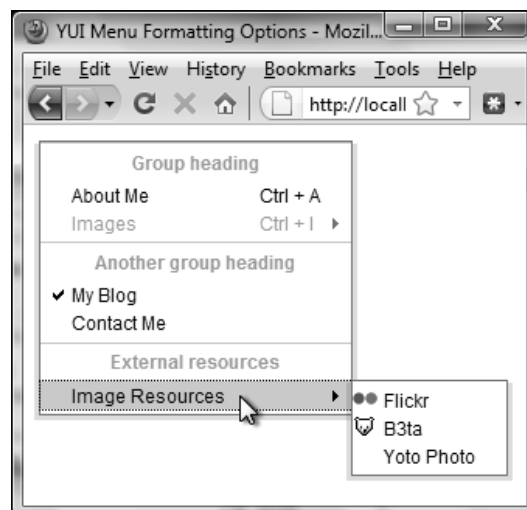 YUI Menu Formatting Options - Mozil...
File Edit View History Bookmarks Tools Help
http://locall
Group heading
About Me Ctrl + A
Images Ctrl + I
Another group heading
My Blog
Contact Me
External resources
Image Resources
Flickr
B3ta
Yoto Photo